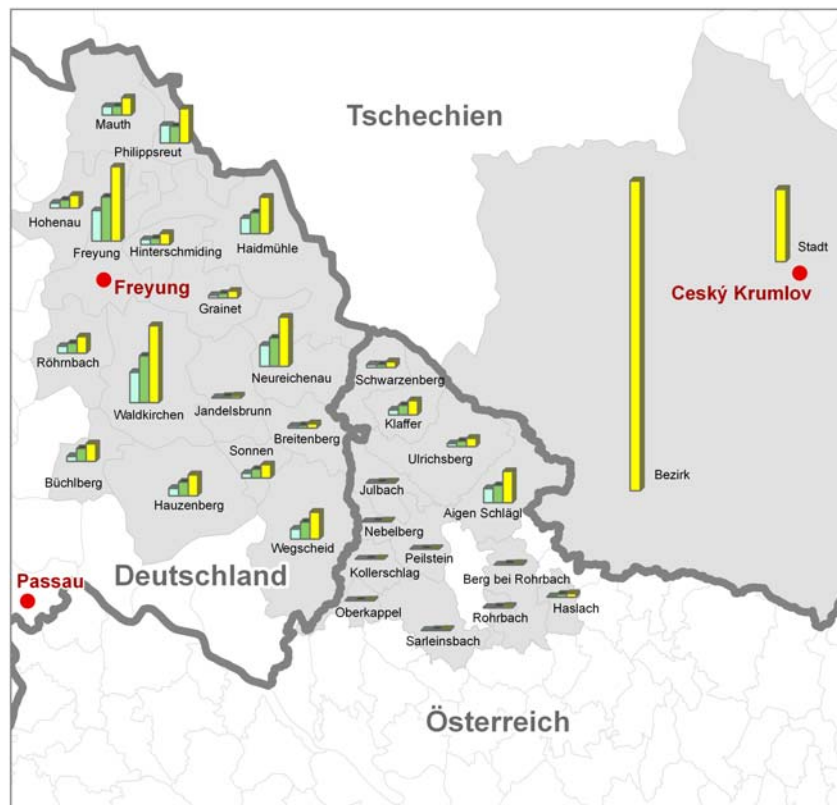 Tschechien
Mauth
Philippsreut
Hohenau
Freyung
Hinterschmiding
Haidmühle
Stadt
Freyung
Grainet
Ceský Krumlov
Röhrnbach
Waldkirchen
Jandelsbrunn
Neureichenau
Schwarzenberg
Klaffer
Breitenberg
Sonnen
Ulrichsberg
Bezirk
Büchlberg
Hauzenberg
Julbach
Aigen Schlägl
Wegscheid
Nebelberg
Peilstein
Kollerschlag
Berg bei Rohrbach
Deutschland
Passau
Oberkappel
Rohrbach
Haslach
Sarleinsbach
Österreich